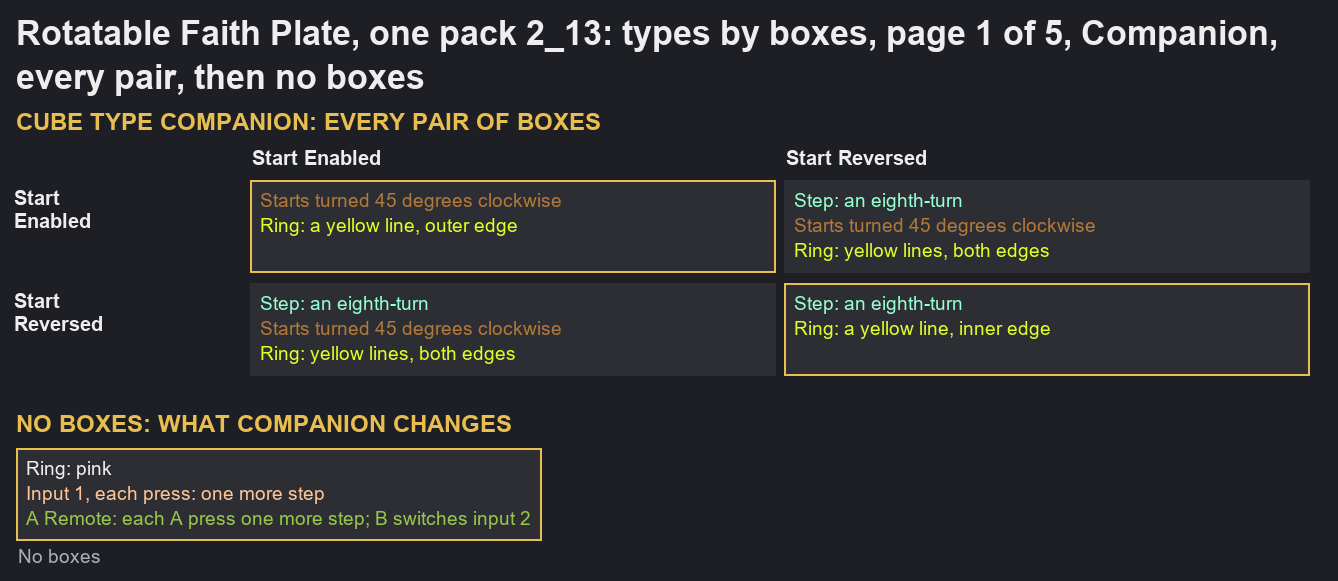 Rotatable Faith Plate, one pack 2_13: types by boxes, page 1 of 5, Companion,
every pair, then no boxes
CUBE TYPE COMPANION: EVERY PAIR OF BOXES
Start Enabled
Start Reversed
Start
Enabled
Starts turned 45 degrees clockwise
Ring: a yellow line, outer edge
Step: an eighth-turn
Starts turned 45 degrees clockwise
Ring: yellow lines, both edges
Start
Reversed
Step: an eighth-turn
Starts turned 45 degrees clockwise
Ring: yellow lines, both edges
Step: an eighth-turn
Ring: a yellow line, inner edge
NO BOXES: WHAT COMPANION CHANGES
Ring: pink
Input 1, each press: one more step
A Remote: each A press one more step; B switches input 2
No boxes